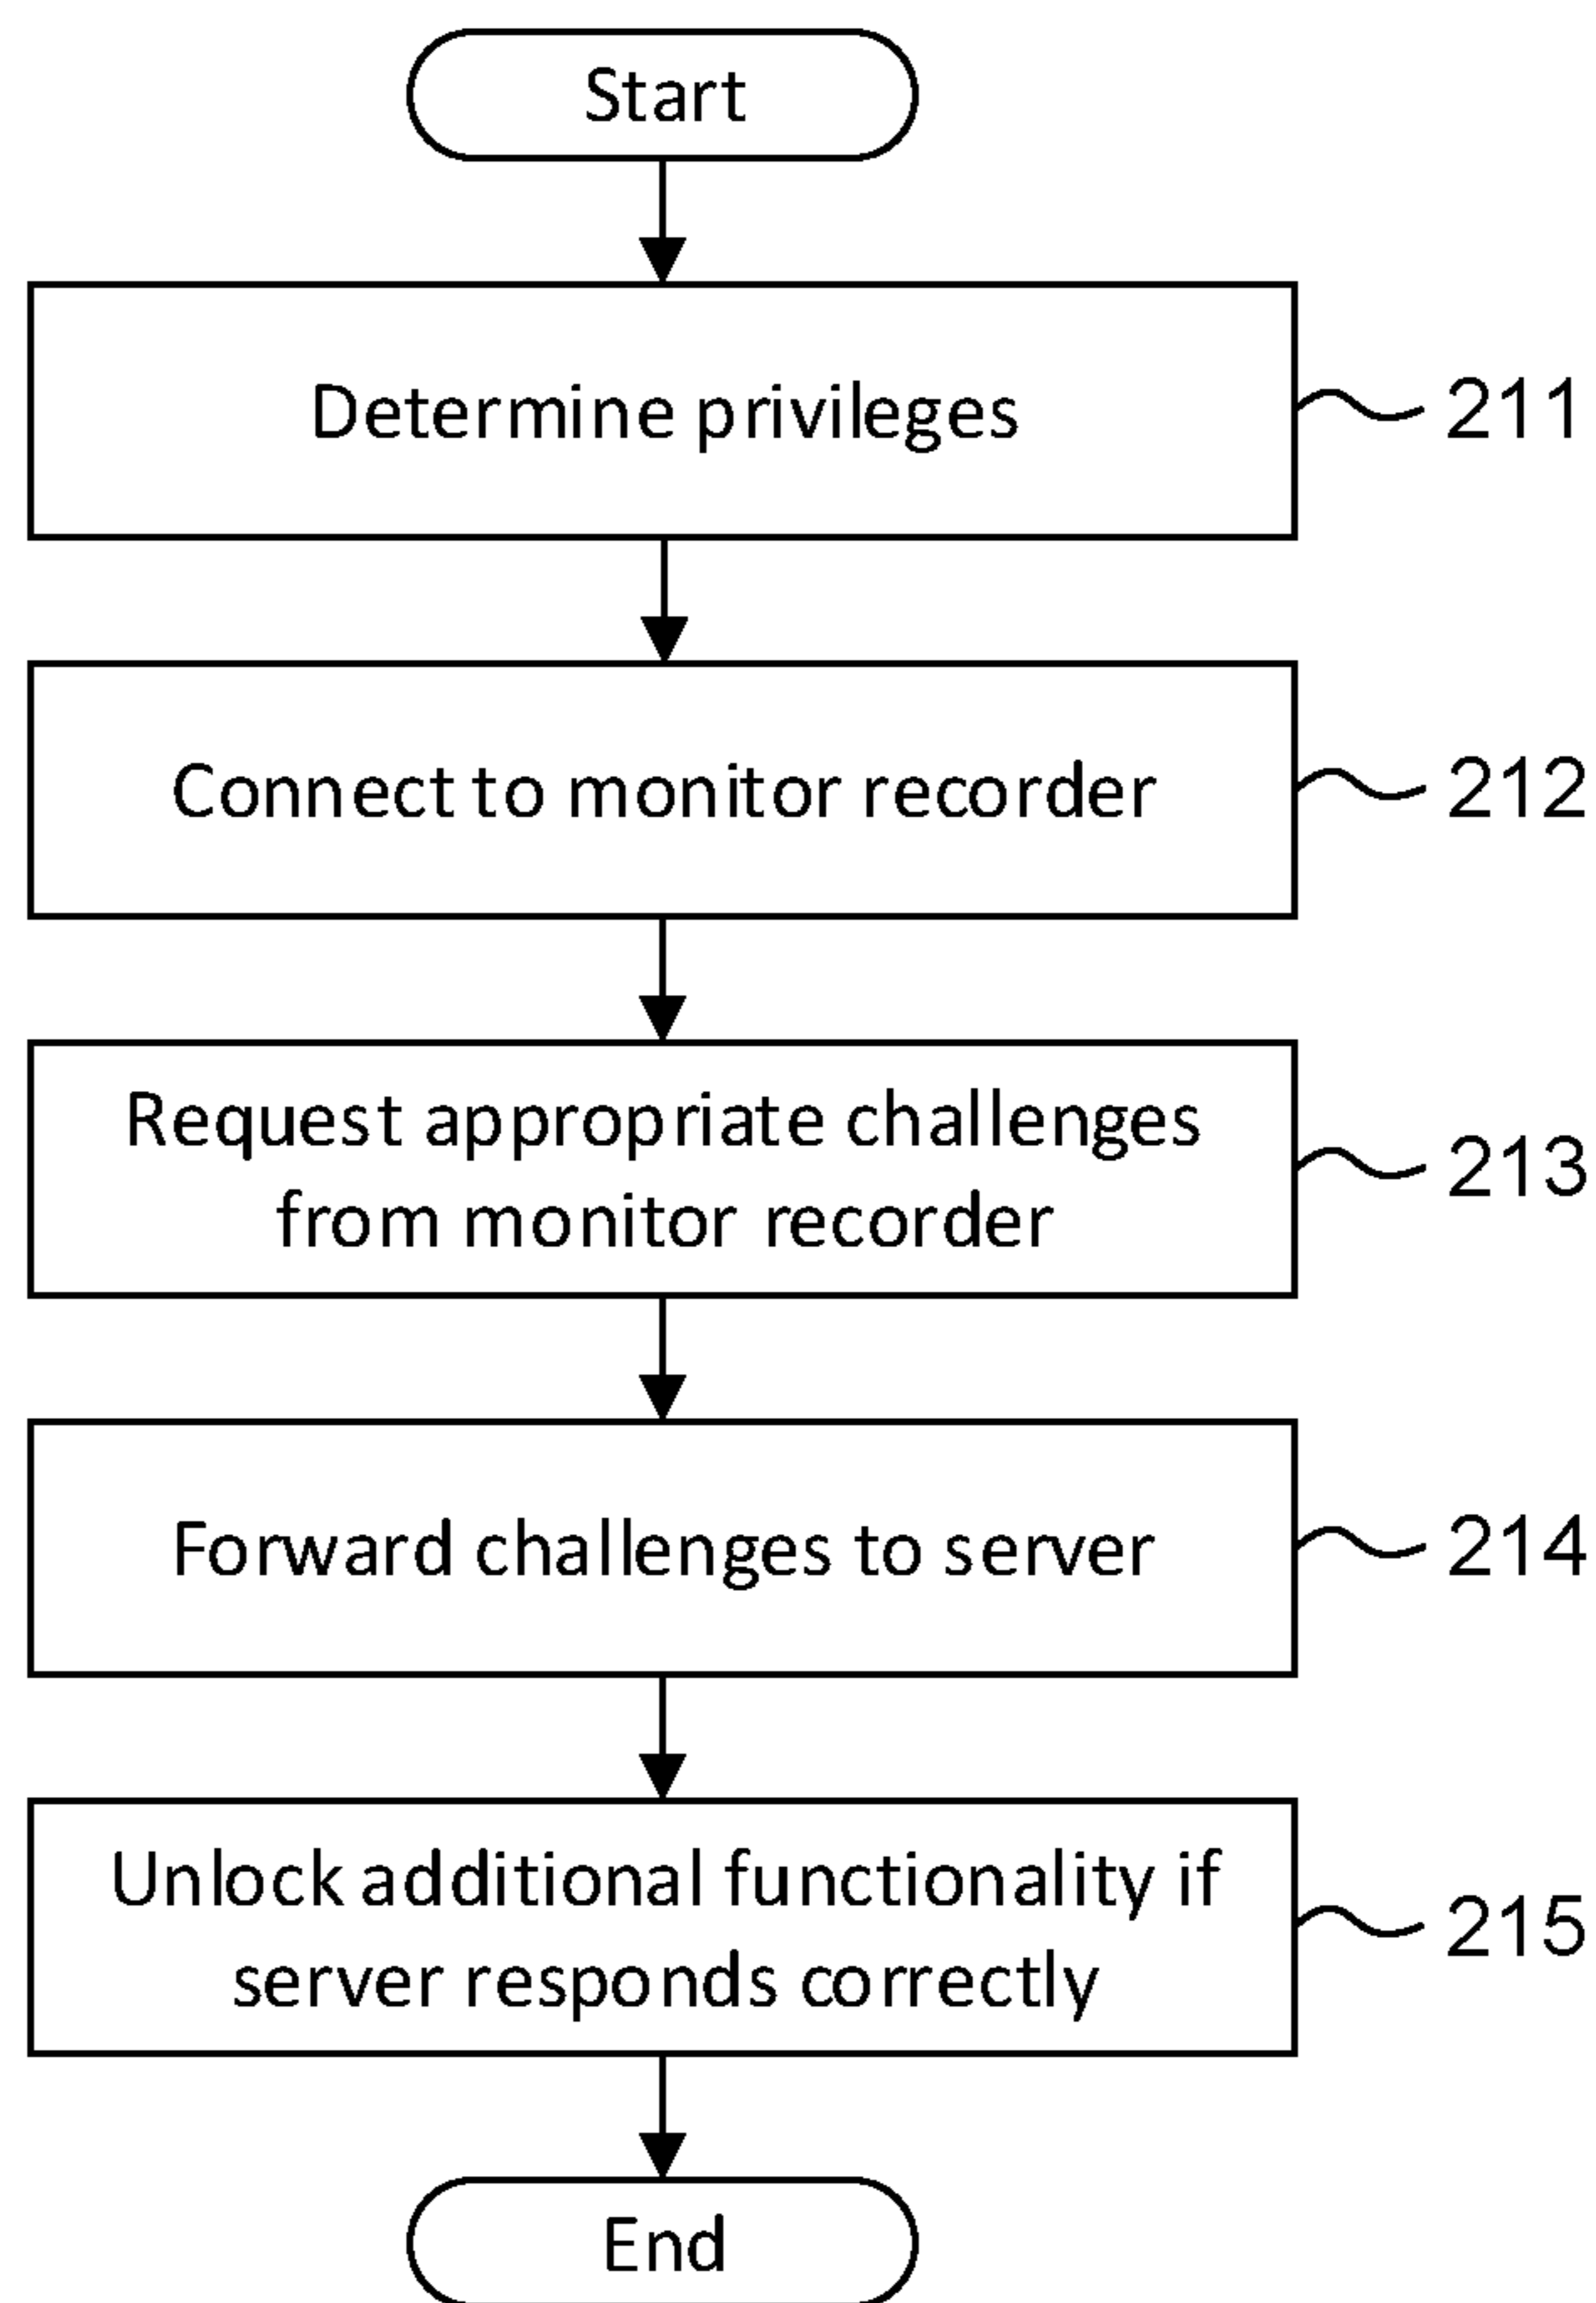 Start
Determine privileges
211
Connect to monitor recorder
212
Request appropriate challenges
from monitor recorder
213
Forward challenges to server
214
Unlock additional functionality if
server responds correctly
215
End